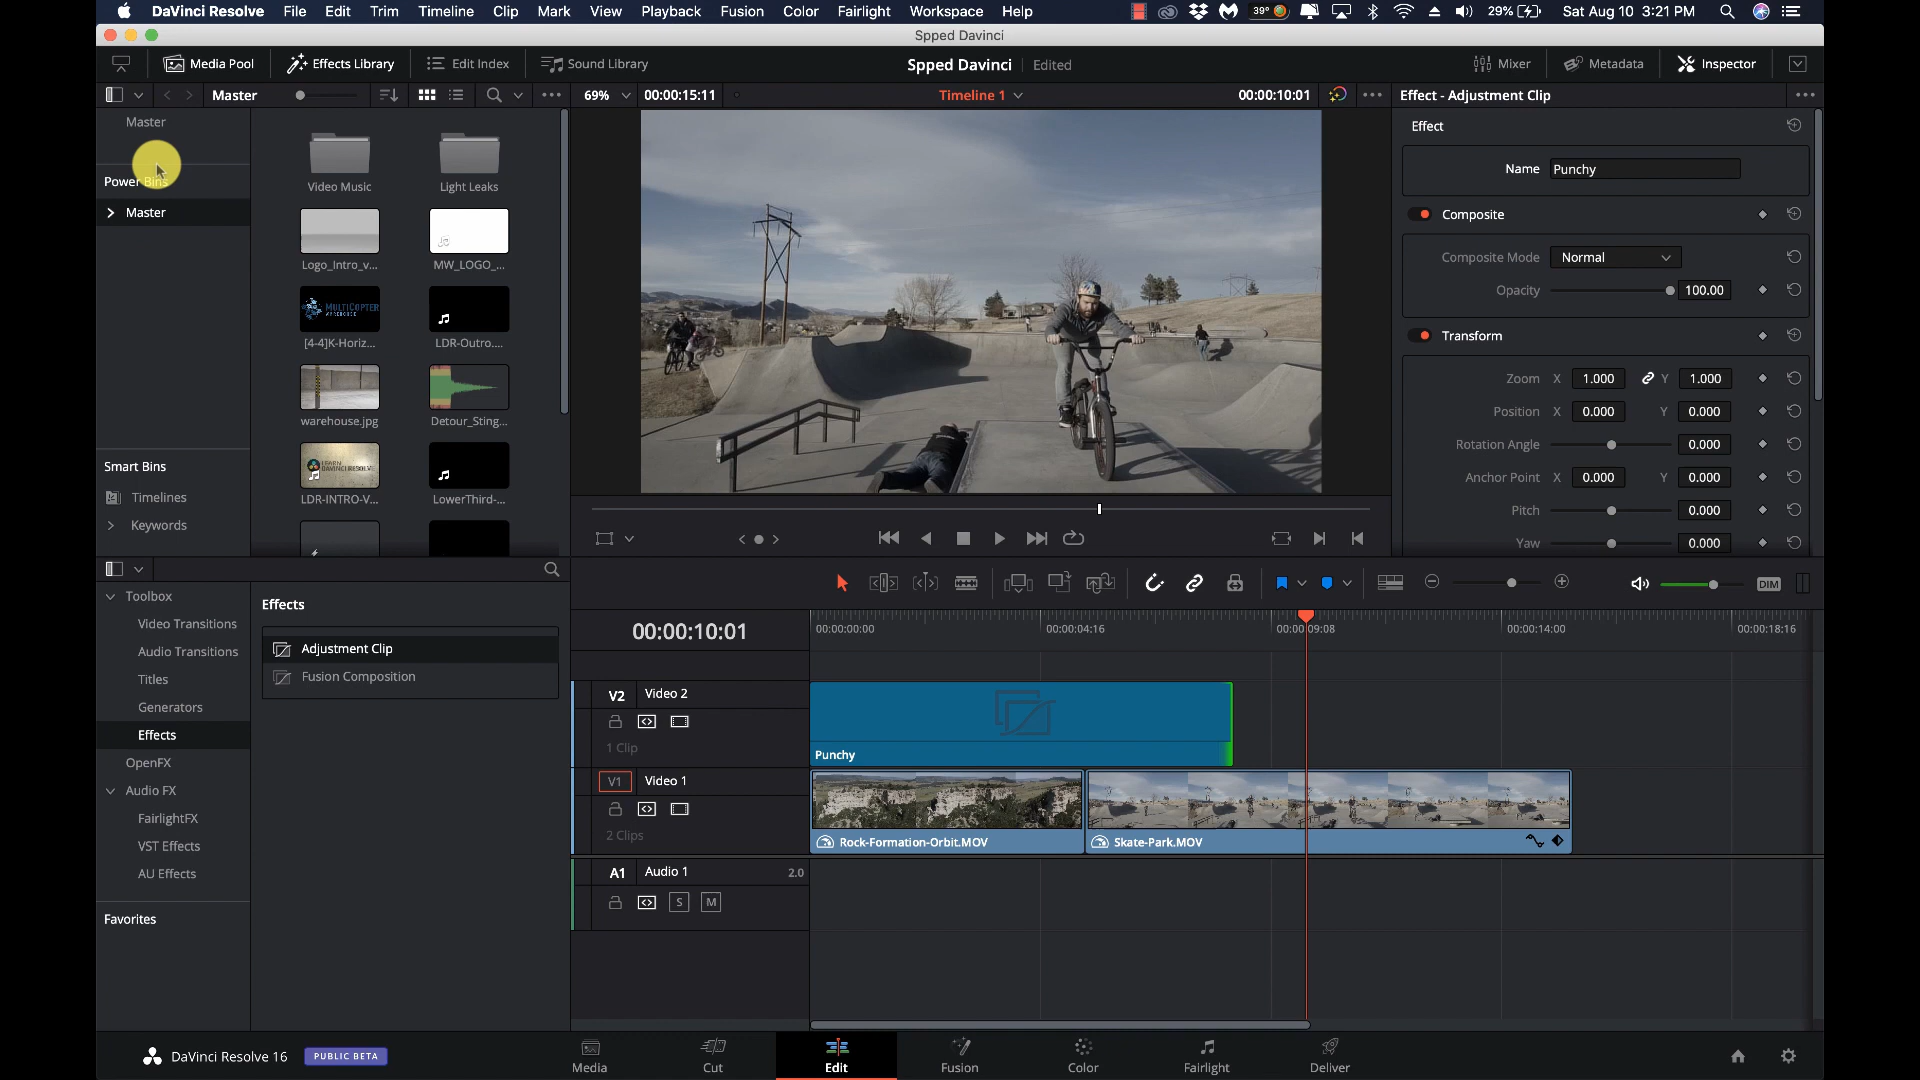 DaVinci Resolve File Edit Trim Timeline Clip Mark View Playback Fusion Color Fairlight Workspace Help 39° 29% Sat Aug 10 3:21 PM
Spped Davinci
Media Pool Effects Library Edit Index Sound Library Spped Davinci Edited Mixer Metadata Inspector
Master 69% 00:00:15:11 Timeline 1 00:00:10:01 Effect - Adjustment Clip
Master
Power Bins
Master
Smart Bins
Timelines
Keywords
Video Music Light Leaks
Logo_Intro_v... MW_LOGO_...
MULTICOPTER
[4-4]K-Horiz... LDR-Outro....
warehouse.jpg Detour_Sting...
LDR-INTRO-V... LowerThird-...
Effect
Name Punchy
Composite
Composite Mode Normal
Opacity 100.00
Transform
Zoom X 1.000 Y 1.000
Position X 0.000 Y 0.000
Rotation Angle 0.000
Anchor Point X 0.000 Y 0.000
Pitch 0.000
Yaw 0.000
Toolbox
Video Transitions
Audio Transitions
Titles
Generators
Effects
OpenFX
Audio FX
FairlightFX
VST Effects
AU Effects
Favorites
Effects
Adjustment Clip
Fusion Composition
DIM
00:00:10:01 00:00:00:00 00:00:04:16 00:00:09:08 00:00:14:00 00:00:18:16
V2 Video 2
1 Clip
Punchy
V1 Video 1
2 Clips
Rock-Formation-Orbit.MOV Skate-Park.MOV
A1 Audio 1 2.0
S M
DaVinci Resolve 16 PUBLIC BETA
Media Cut Edit Fusion Color Fairlight Deliver